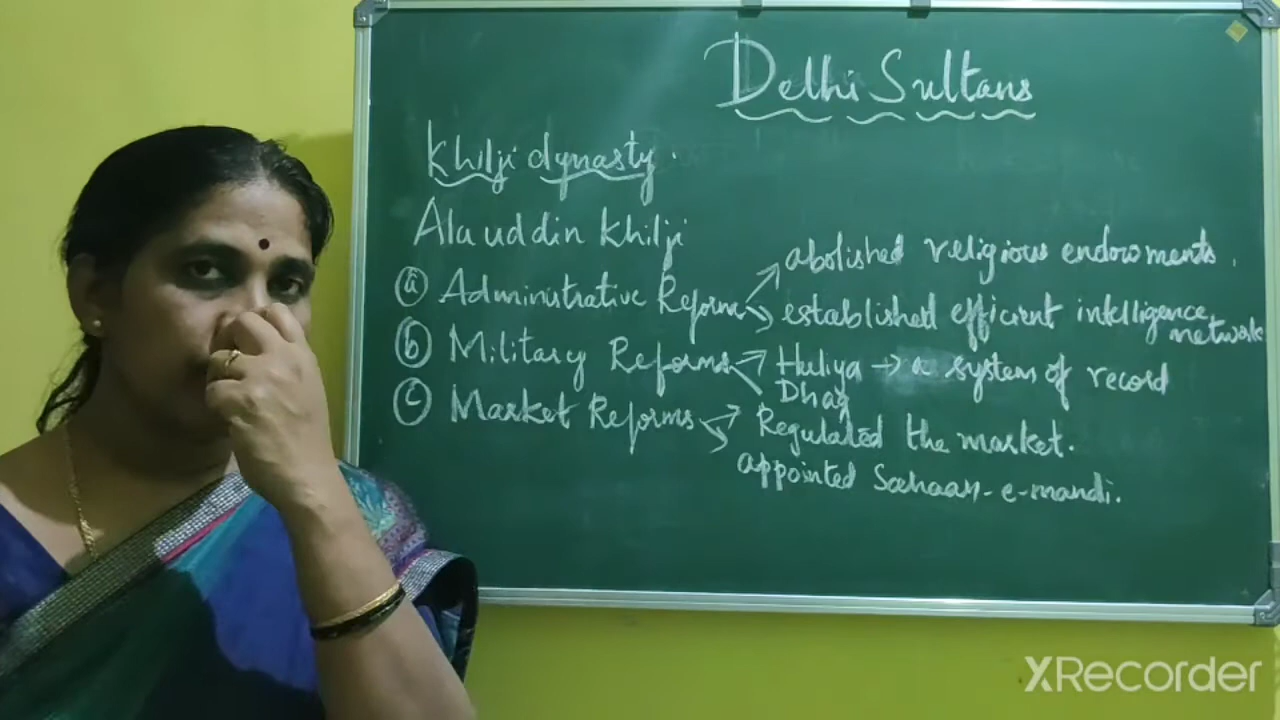 Delhi Sultans
Khilji dynasty.
Alauddin Khilji
abolished religious endowments.
(a) Administrative Reforms
established efficient intelligence
network
(b) Military Reforms
Huliya → a system of record
Dhag
(c) Market Reforms
Regulated the market.
appointed Sahaan-e-mandi.
XRecorder